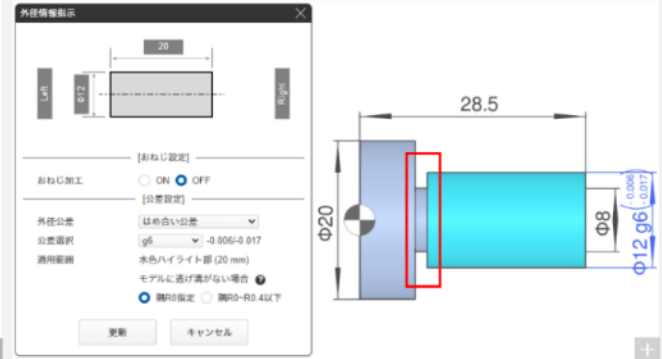 外径情報指示
20
Left
Φ12
Right
[おねじ設定]
おねじ加工 ON OFF
[公差設定]
外径公差 はめ合い公差
公差選択 g6 -0.006/-0.017
適用範囲 水色ハイライト部 (20 mm)
モデルに逃げ溝がない場合 ?
隅R0指定 隅R0~R0.4以下
更新 キャンセル
28.5
Φ20
Φ8
Φ12 g6(-0.006 -0.017)